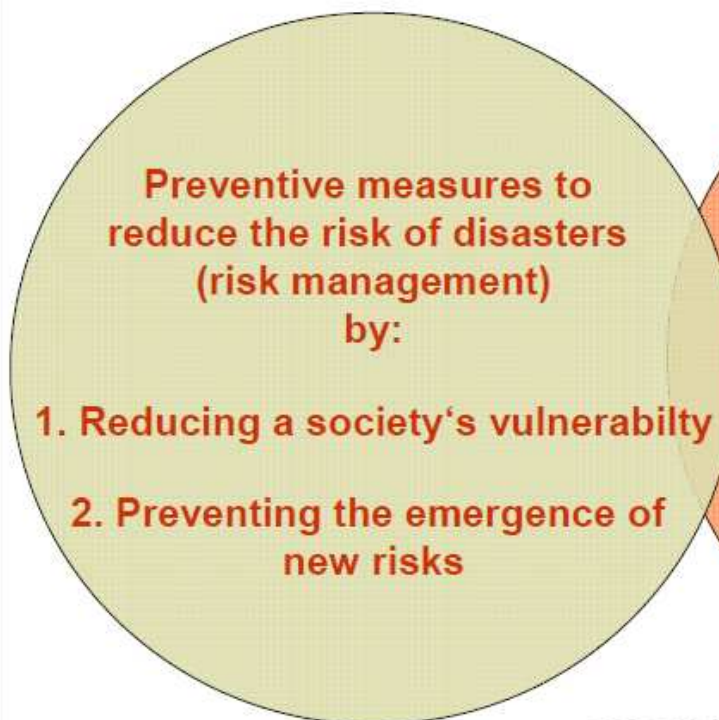 Preventive measures to
reduce the risk of disasters
(risk management)
by:
1. Reducing a society‘s vulnerabilty
2. Preventing the emergence of
new risks